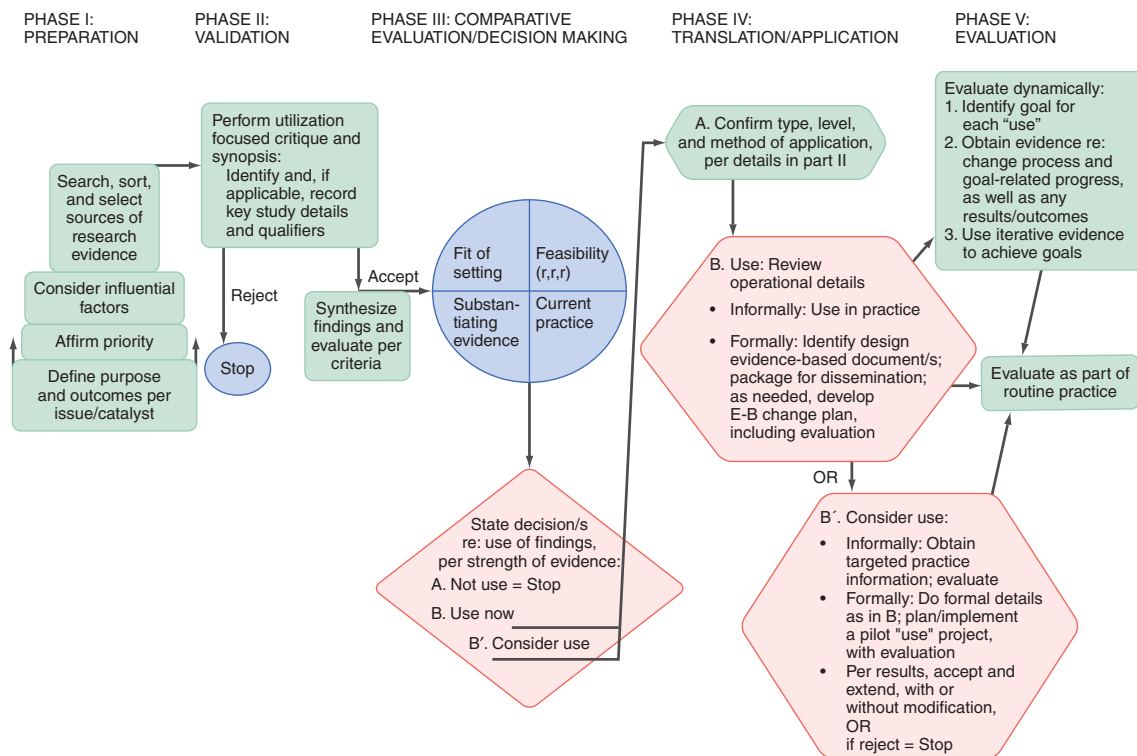 PHASE I:
PREPARATION
PHASE II:
VALIDATION
PHASE III: COMPARATIVE
EVALUATION/DECISION MAKING
PHASE IV:
TRANSLATION/APPLICATION
PHASE V:
EVALUATION
Search, sort,
and select
sources of
research
evidence
Consider influential
factors
Affirm priority
Define purpose
and outcomes per
issue/catalyst
Perform utilization
focused critique and
synopsis:
Identify and, if
applicable, record
key study details
and qualifiers
Reject
Stop
Accept
Synthesize
findings and
evaluate per
criteria
Fit of
setting
Feasibility
(r,r,r)
Substan-
tiating
evidence
Current
practice
State decision/s
re: use of findings,
per strength of evidence:
A. Not use = Stop
B. Use now
B′. Consider use
A. Confirm type, level,
and method of application,
per details in part II
B. Use: Review
operational details
• Informally: Use in practice
• Formally: Identify design
evidence-based document/s;
package for dissemination;
as needed, develop
E-B change plan,
including evaluation
OR
B′. Consider use:
• Informally: Obtain
targeted practice
information; evaluate
• Formally: Do formal details
as in B; plan/implement
a pilot "use" project,
with evaluation
• Per results, accept and
extend, with or
without modification,
OR
if reject = Stop
Evaluate dynamically:
1. Identify goal for
each “use”
2. Obtain evidence re:
change process and
goal-related progress,
as well as any
results/outcomes
3. Use iterative evidence
to achieve goals
Evaluate as part of
routine practice